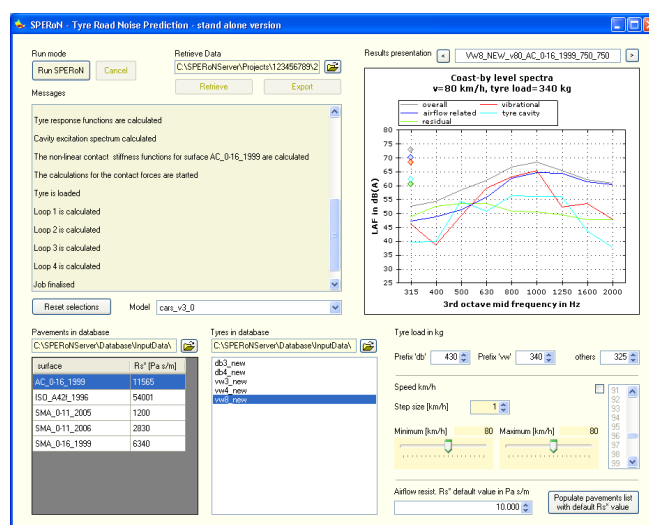 SPERoN - Tyre Road Noise Prediction - stand alone version
Run mode
Run SPERoN
Cancel
Retrieve Data
C:\SPERoNServer\Projects\123456789\2
Retrieve
Export
Results presentation
<
VW8_NEW_v80_AC_0-16_1999_750_750
>
Messages
Tyre response functions are calculated
Cavity excitation spectrum calculated
The non-linear contact stiffness functions for surface AC_0-16_1999 are calculated
The calculations for the contact forces are started
Tyre is loaded
Loop 1 is calculated
Loop 2 is calculated
Loop 3 is calculated
Loop 4 is calculated
Job finalised
Coast-by level spectra
v=80 km/h, tyre load=340 kg
overall
vibrational
airflow related
tyre cavity
residual
LAF in dB(A)
80
75
70
65
60
55
50
45
40
35
30
25
315 400 500 630 800 1000 1250 1600 2000
3rd octave mid frequency in Hz
Reset selections
Model
cars_v3_0
Pavements in database
C:\SPERoNServer\Database\InputData\
surface Rs" [Pa s/m]
AC_0-16_1999 11565
ISO_A42f_1996 54001
SMA_0-11_2005 1200
SMA_0-11_2006 2830
SMA_0-16_1999 6340
Tyres in database
C:\SPERoNServer\Database\InputData\
db3_new
db4_new
vw3_new
vw4_new
vw8_new
Tyre load in kg
Prefix 'db' 430 Prefix 'vw' 340 others 325
Speed km/h
Step size [km/h] 1
Minimum [km/h] 80 Maximum [km/h] 80
91
92
93
94
95
96
97
98
99
Airflow resist. Rs" default value in Pa s/m
10.000
Populate pavements list
with default Rs" value